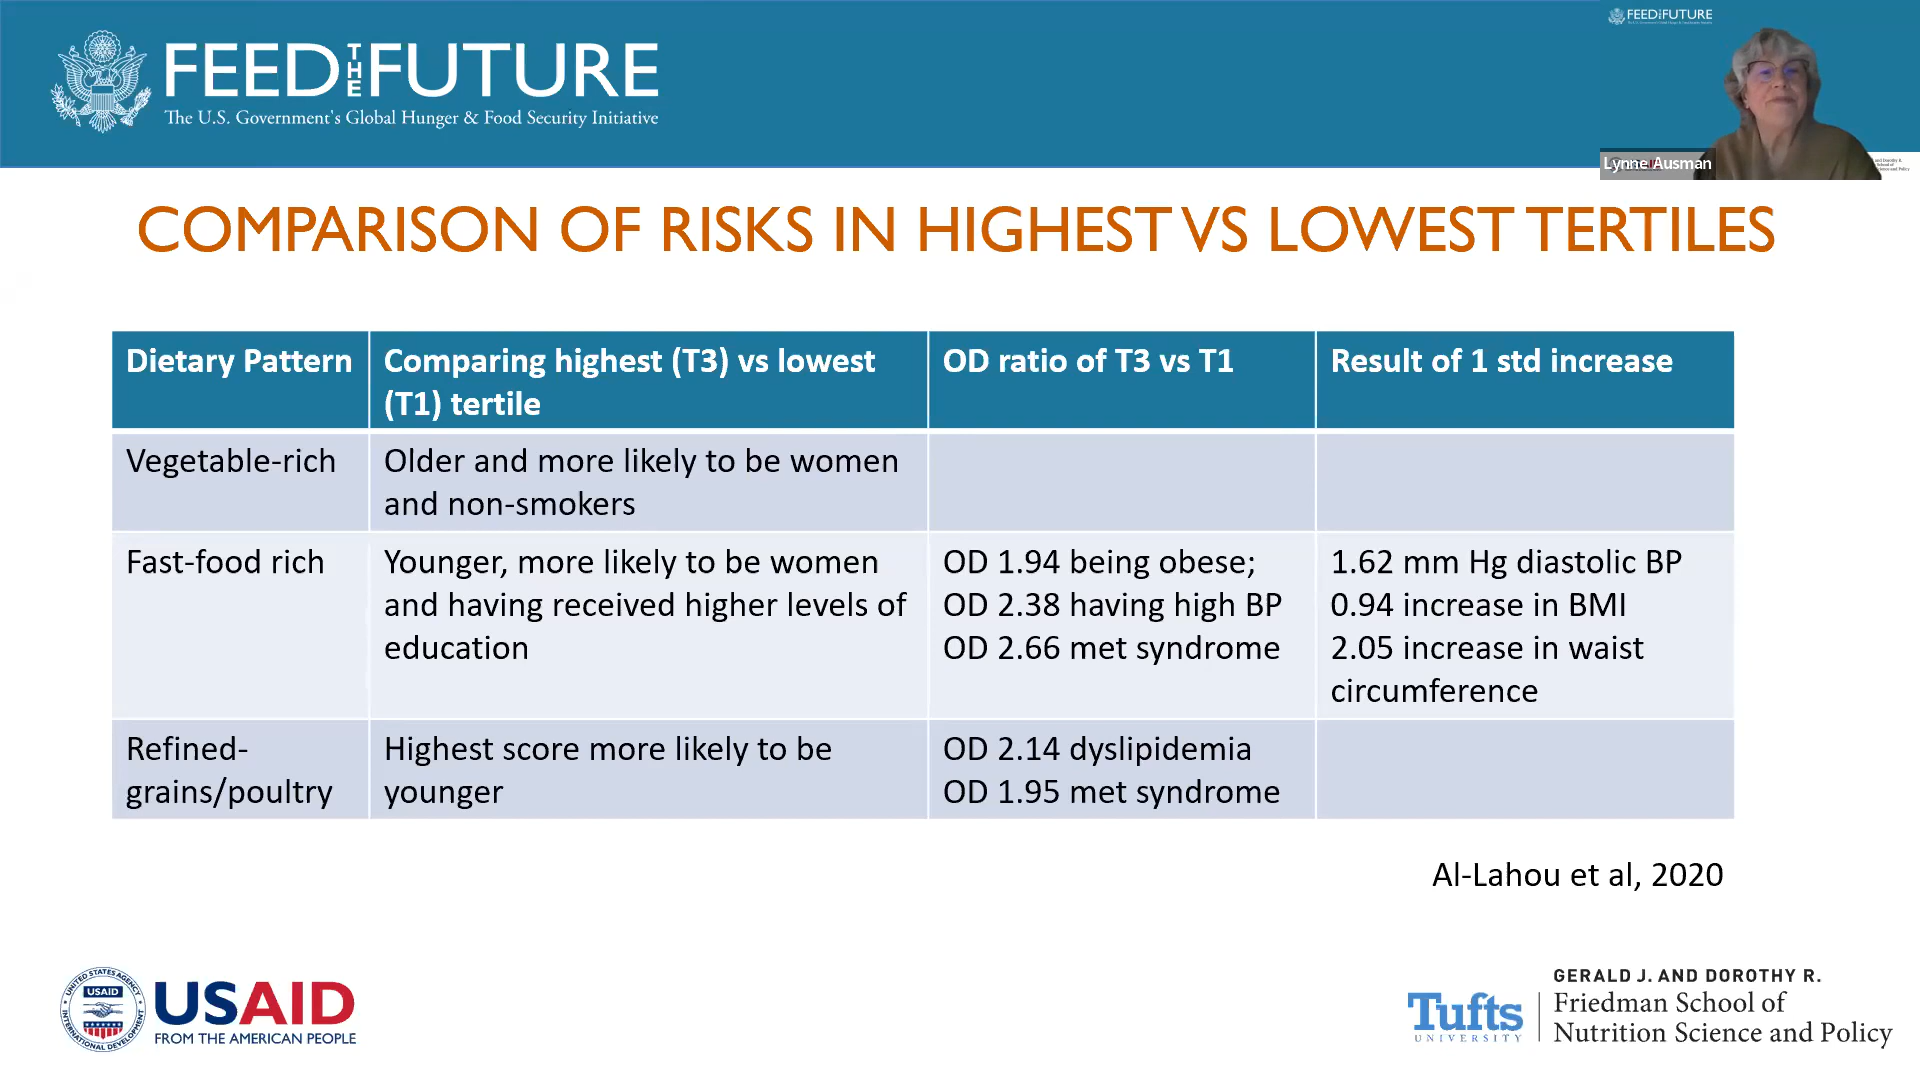 FEED THE FUTURE
The U.S. Government's Global Hunger & Food Security Initiative
FEED THE FUTURE
Lynne Ausman
COMPARISON OF RISKS IN HIGHEST VS LOWEST TERTILES
Dietary Pattern
Comparing highest (T3) vs lowest
(T1) tertile
OD ratio of T3 vs T1
Result of 1 std increase
Vegetable-rich
Older and more likely to be women
and non-smokers
Fast-food rich
Younger, more likely to be women
and having received higher levels of
education
OD 1.94 being obese;
OD 2.38 having high BP
OD 2.66 met syndrome
1.62 mm Hg diastolic BP
0.94 increase in BMI
2.05 increase in waist
circumference
Refined-
grains/poultry
Highest score more likely to be
younger
OD 2.14 dyslipidemia
OD 1.95 met syndrome
Al-Lahou et al, 2020
UNITED STATES AGENCY
USAID
INTERNATIONAL DEVELOPMENT
USAID
FROM THE AMERICAN PEOPLE
Tufts
UNIVERSITY
GERALD J. AND DOROTHY R.
Friedman School of
Nutrition Science and Policy